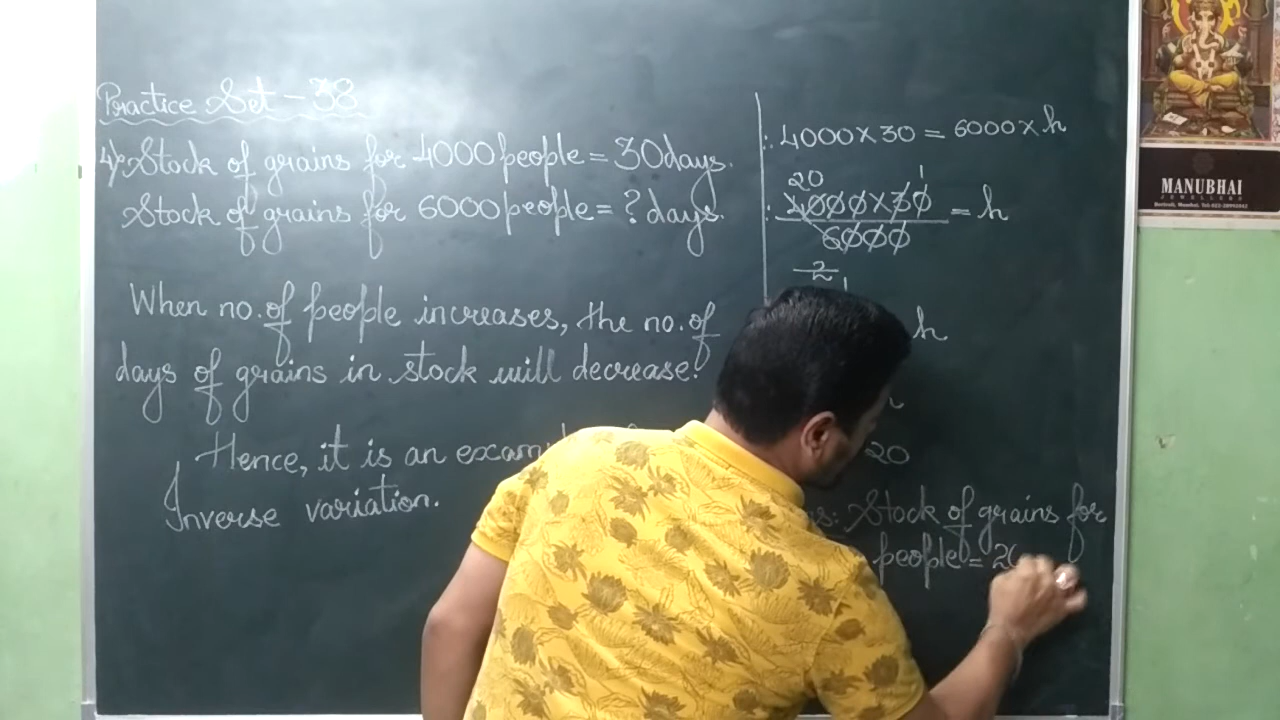 Practice Set - 38
4) Stock of grains for 4000 people = 30 days.
Stock of grains for 6000 people = ? days.
When no. of people increases, the no. of
days of grains in stock will decrease.
Hence, it is an
Inverse variation.
∴ 4000 × 30 = 6000 × h
20 1
4000 × 30 = h
6000
2
h
20
Stock of grains for
people =
MANUBHAI
JEWELLERS